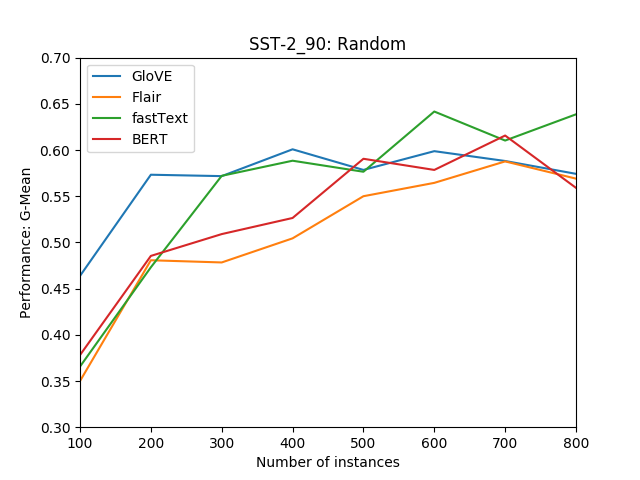 SST-2_90: Random
0.70
0.65
0.60
0.55
0.50
0.45
0.40
0.35
0.30
Performance: G-Mean
GloVE
Flair
fastText
BERT
100 200 300 400 500 600 700 800
Number of instances